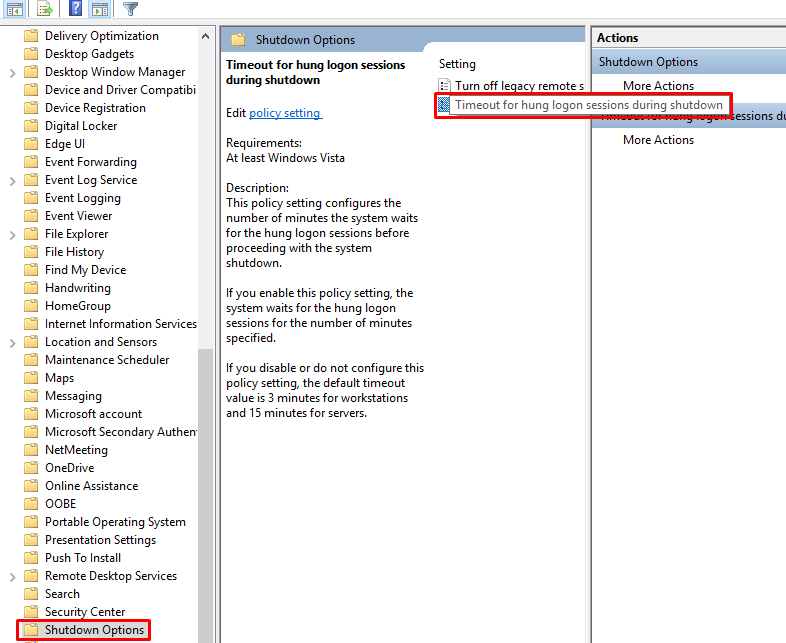 Delivery Optimization
Desktop Gadgets
Desktop Window Manager
Device and Driver Compatibi
Device Registration
Digital Locker
Edge UI
Event Forwarding
Event Log Service
Event Logging
Event Viewer
File Explorer
File History
Find My Device
Handwriting
HomeGroup
Internet Information Services
Location and Sensors
Maintenance Scheduler
Maps
Messaging
Microsoft account
Microsoft Secondary Authen
NetMeeting
OneDrive
Online Assistance
OOBE
Portable Operating System
Presentation Settings
Push To Install
Remote Desktop Services
Search
Security Center
Shutdown Options
Shutdown Options
Timeout for hung logon sessions
during shutdown
Edit policy setting
Requirements:
At least Windows Vista
Description:
This policy setting configures the
number of minutes the system waits
for the hung logon sessions before
proceeding with the system
shutdown.
If you enable this policy setting, the
system waits for the hung logon
sessions for the number of minutes
specified.
If you disable or do not configure this
policy setting, the default timeout
value is 3 minutes for workstations
and 15 minutes for servers.
Setting
Turn off legacy remote s
Timeout for hung logon sessions during shutdown
Actions
Shutdown Options
More Actions
Timeout for hung logon sessions du
More Actions